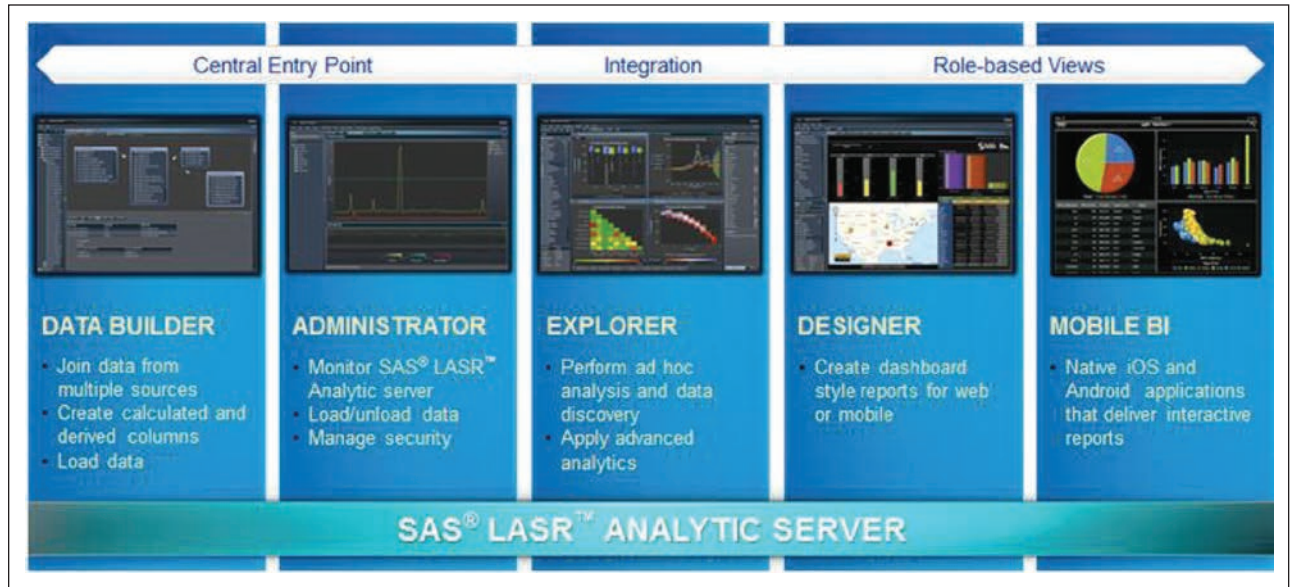 Central Entry Point
Integration
Role-based Views
DATA BUILDER
• Join data from
multiple sources
• Create calculated and
derived columns
• Load data
ADMINISTRATOR
• Monitor SAS® LASR™
Analytic server
• Load/unload data
• Manage security
EXPLORER
• Perform ad hoc
analysis and data
discovery
• Apply advanced
analytics
DESIGNER
• Create dashboard
style reports for web
or mobile
MOBILE BI
• Native iOS and
Android applications
that deliver interactive
reports
SAS® LASR™ ANALYTIC SERVER